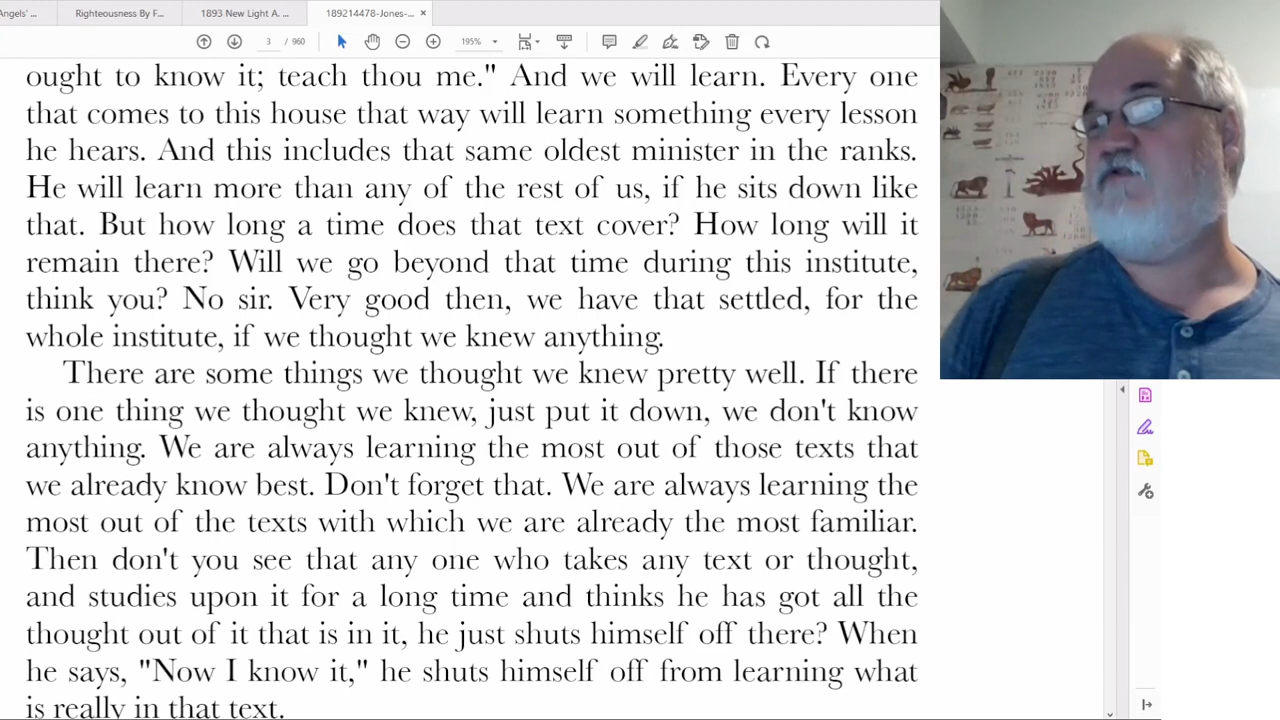 Angels' ...
Righteousness By F...
1893 New Light A. ...
189214478-Jones-...
3 / 960
195%
ought to know it; teach thou me." And we will learn. Every one
that comes to this house that way will learn something every lesson
he hears. And this includes that same oldest minister in the ranks.
He will learn more than any of the rest of us, if he sits down like
that. But how long a time does that text cover? How long will it
remain there? Will we go beyond that time during this institute,
think you? No sir. Very good then, we have that settled, for the
whole institute, if we thought we knew anything.
There are some things we thought we knew pretty well. If there
is one thing we thought we knew, just put it down, we don't know
anything. We are always learning the most out of those texts that
we already know best. Don't forget that. We are always learning the
most out of the texts with which we are already the most familiar.
Then don't you see that any one who takes any text or thought,
and studies upon it for a long time and thinks he has got all the
thought out of it that is in it, he just shuts himself off there? When
he says, "Now I know it," he shuts himself off from learning what
is really in that text.